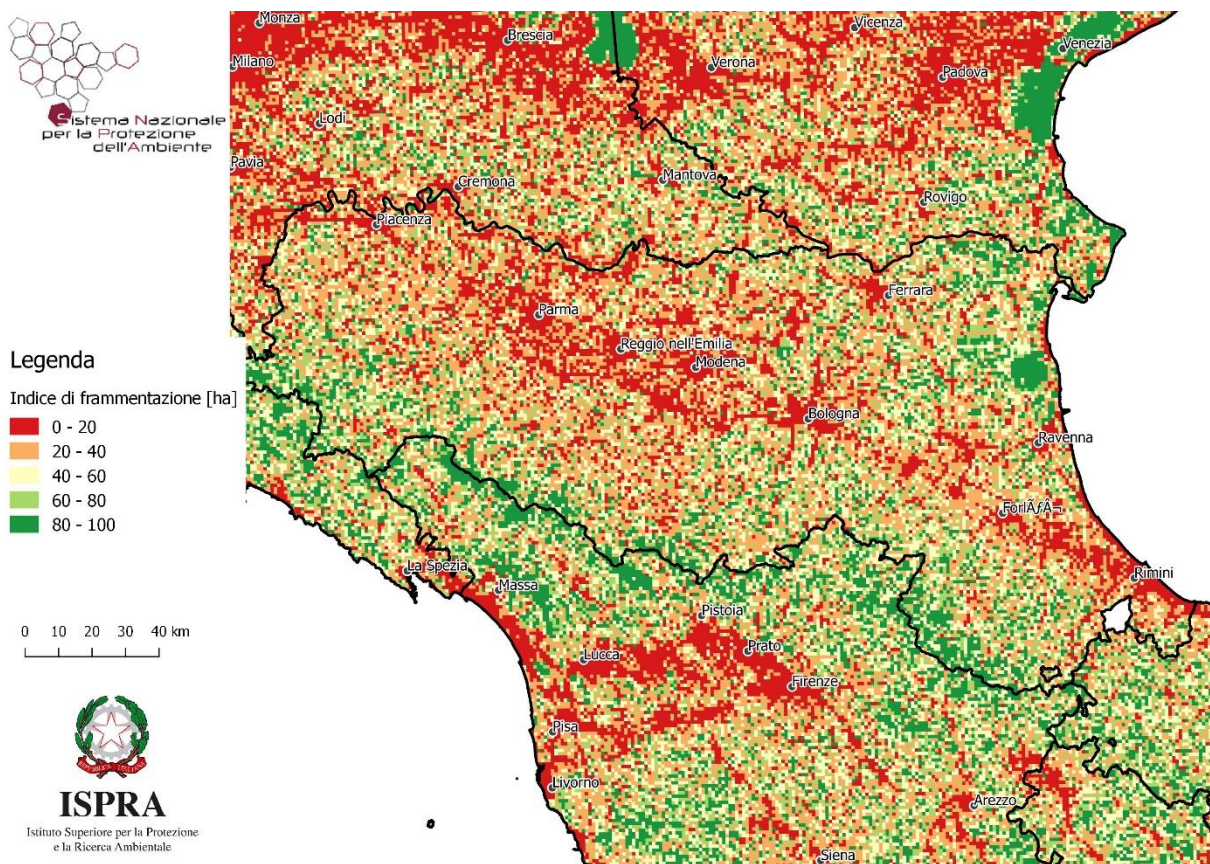 Sistema Nazionale
per la Protezione
dell'Ambiente
Legenda
Indice di frammentazione [ha]
0 - 20
20 - 40
40 - 60
60 - 80
80 - 100
0 10 20 30 40 km
ISPRA
Istituto Superiore per la Protezione
e la Ricerca Ambientale
Monza
Brescia
Vicenza
Venezia
Milano
Verona
Padova
Lodi
Pavia
Cremona
Mantova
Rovigo
Piacenza
Ferrara
Parma
Reggio nell'Emilia
Modena
Bologna
Ravenna
ForlÃƒÂ¬
La Spezia
Massa
Rimini
Pistoia
Prato
Lucca
Firenze
Pisa
Livorno
Arezzo
Siena